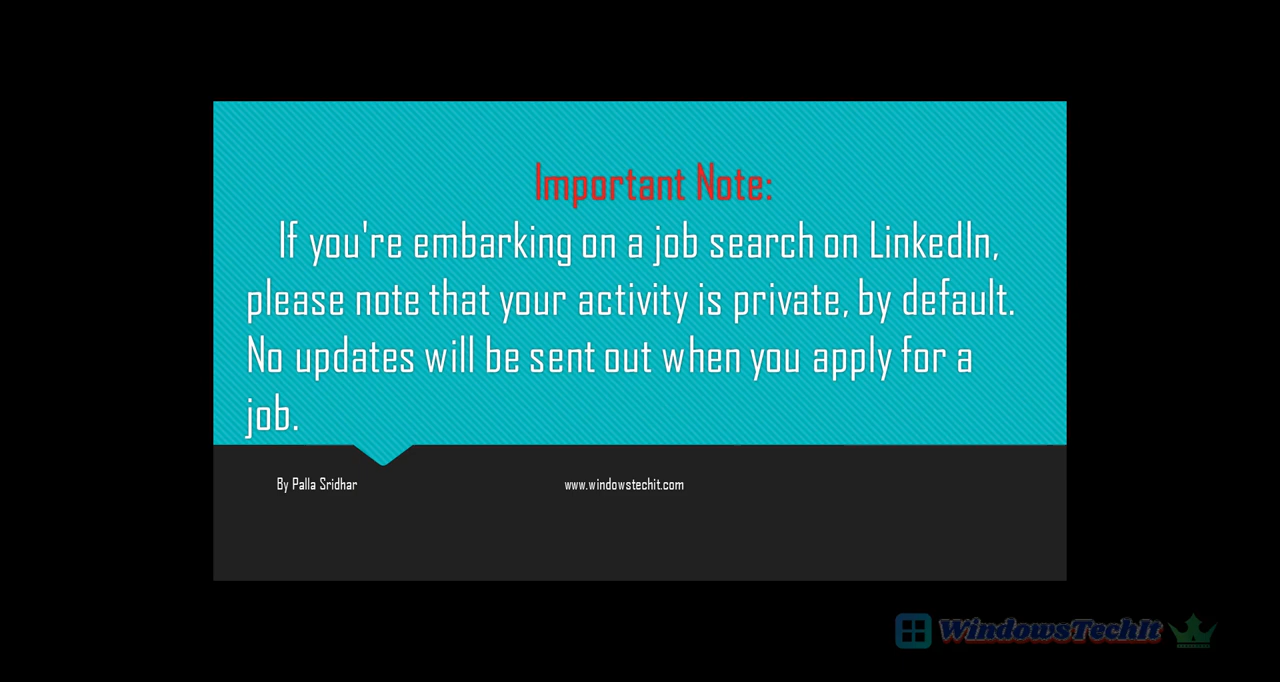 Important Note:
If you're embarking on a job search on LinkedIn,
please note that your activity is private, by default.
No updates will be sent out when you apply for a
job.
By Palla Sridhar
www.windowstechit.com
WindowsTechIt